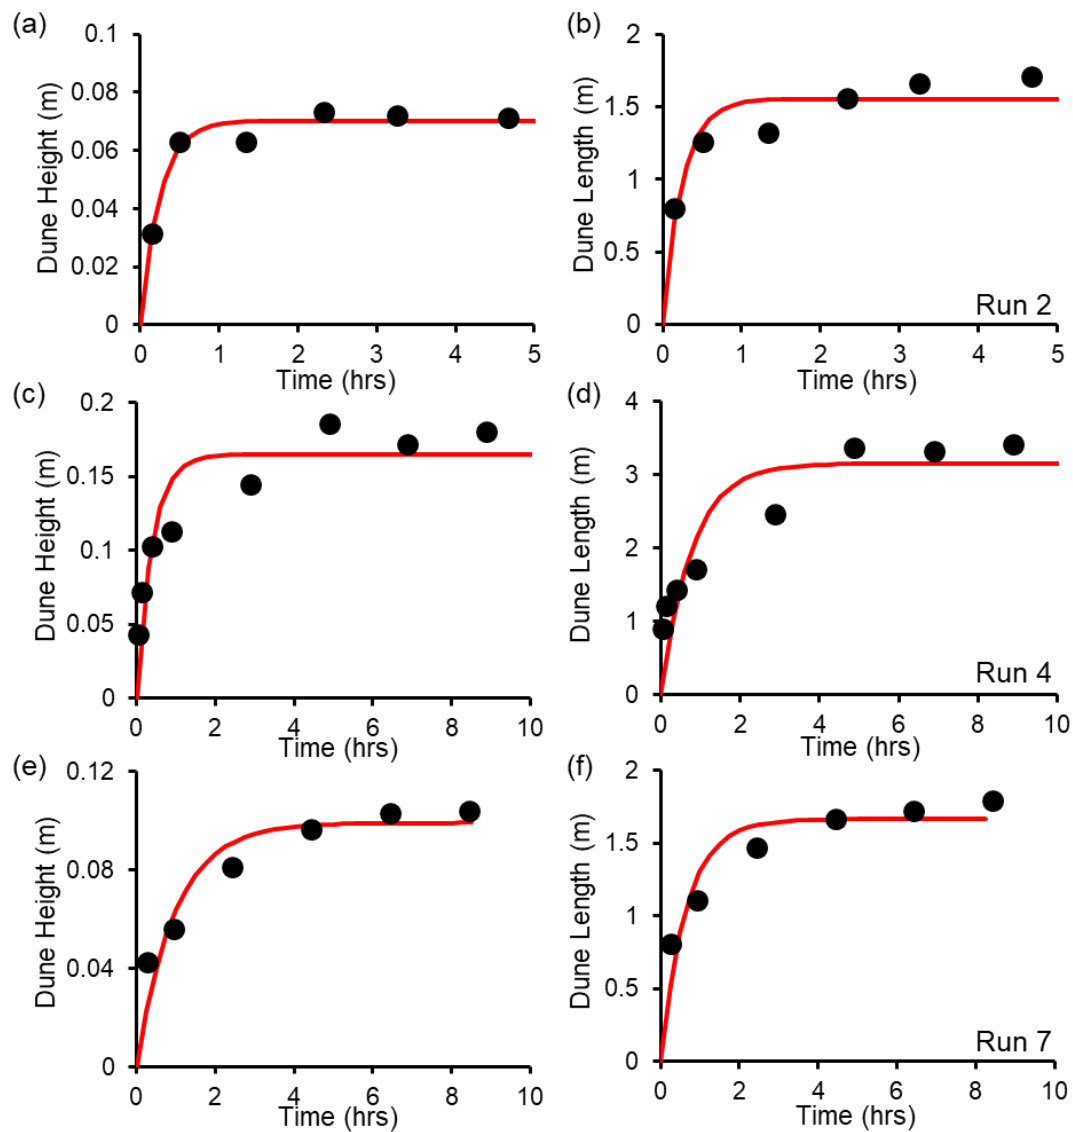 (a)
0.1
0.08
0.06
0.04
0.02
0
Dune Height (m)
0 1 2 3 4 5
Time (hrs)
(b)
2
1.5
1
0.5
0
Dune Length (m)
Run 2
0 1 2 3 4 5
Time (hrs)
(c)
0.2
0.15
0.1
0.05
0
Dune Height (m)
0 2 4 6 8 10
Time (hrs)
(d)
4
3
2
1
0
Dune Length (m)
Run 4
0 2 4 6 8 10
Time (hrs)
(e)
0.12
0.08
0.04
0
Dune Height (m)
0 2 4 6 8 10
Time (hrs)
(f)
2
1.5
1
0.5
0
Dune Length (m)
Run 7
0 2 4 6 8 10
Time (hrs)